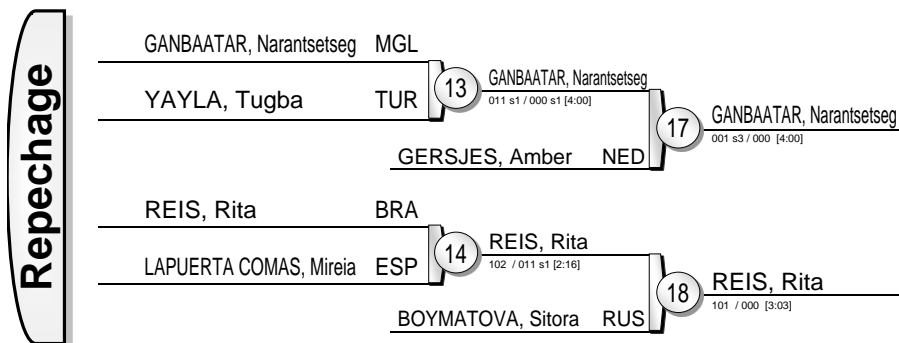 Repechage
GANBAATAR, Narantsetseg MGL
YAYLA, Tugba TUR
13
GANBAATAR, Narantsetseg
011 s1 / 000 s1 [4:00]
GERSJES, Amber NED
17
GANBAATAR, Narantsetseg
001 s3 / 000 [4:00]
REIS, Rita BRA
LAPUERTA COMAS, Mireia ESP
14
REIS, Rita
102 / 011 s1 [2:16]
BOYMATOVA, Sitora RUS
18
REIS, Rita
101 / 000 [3:03]